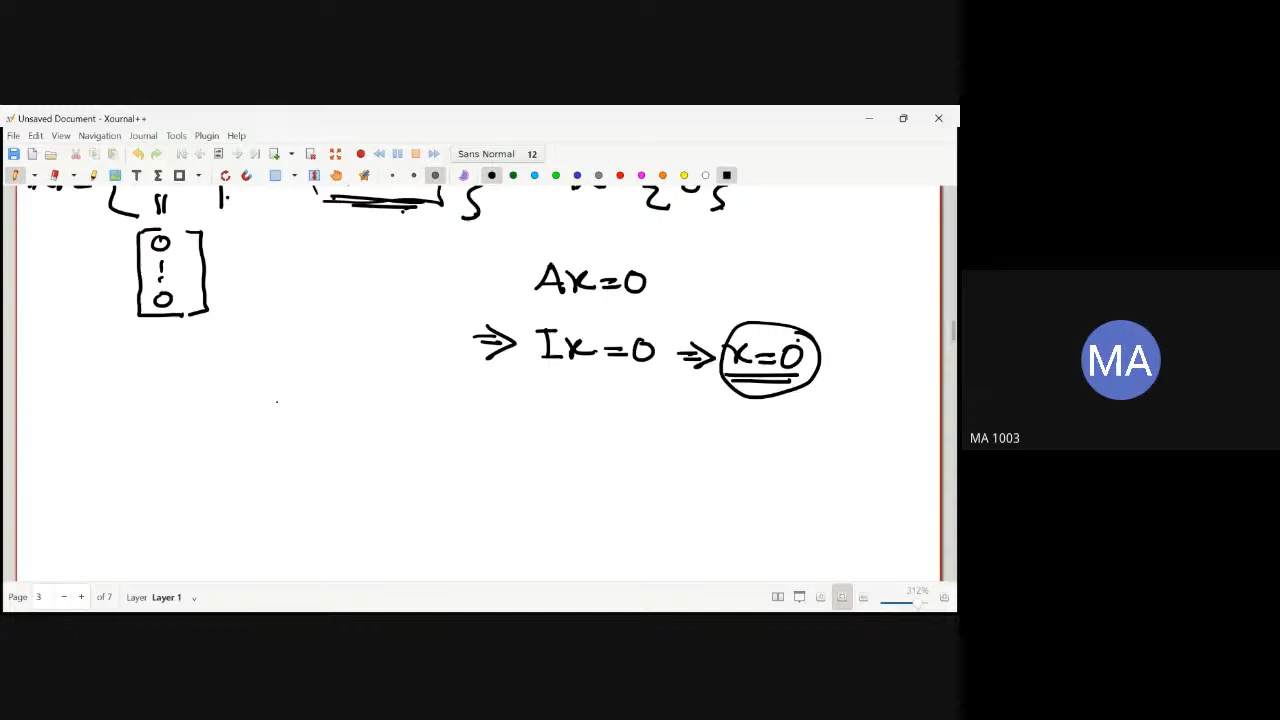 Unsaved Document - Xournal++
File Edit View Navigation Journal Tools Plugin Help
Sans Normal 12
0
⋮
0
Ax=0
⇒ Ix=0 ⇒ x=0
MA
MA 1003
Page 3 - + of 7 Layer Layer 1
312%